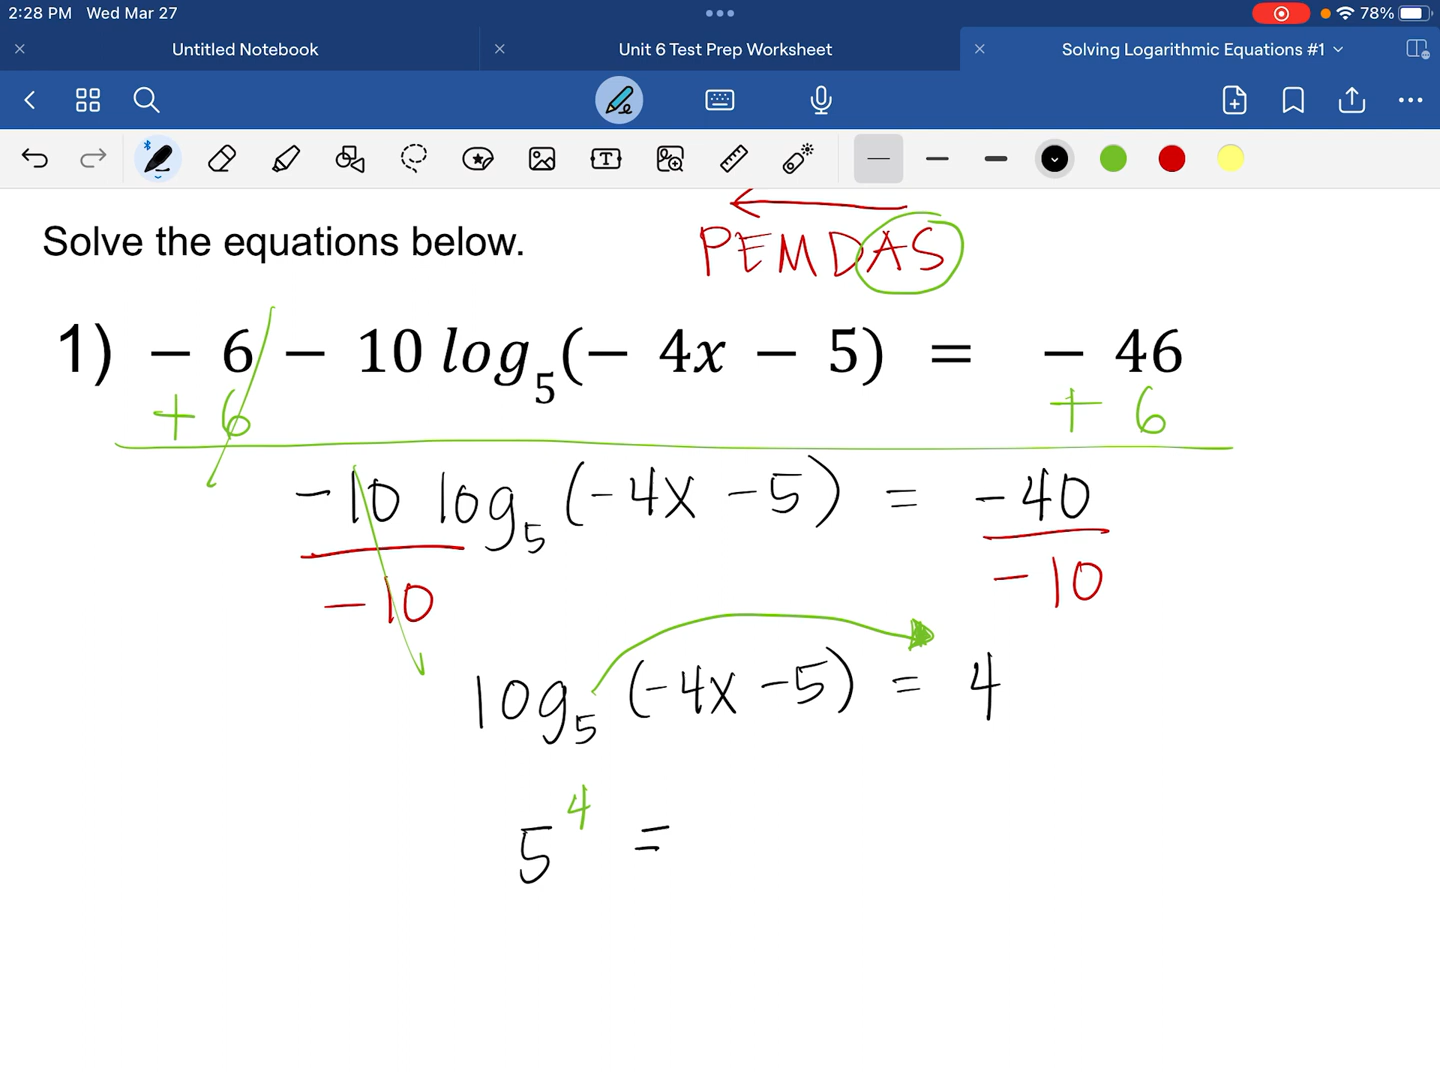 2:28 PM Wed Mar 27
78%
Untitled Notebook
Unit 6 Test Prep Worksheet
Solving Logarithmic Equations #1
Solve the equations below.
PEMDAS
1) − 6 − 10 log₅(− 4x − 5) = − 46
+ 6 + 6
−10 log₅ (−4x −5) = −40
−10 −10
log₅ (−4x −5) = 4
5⁴ =